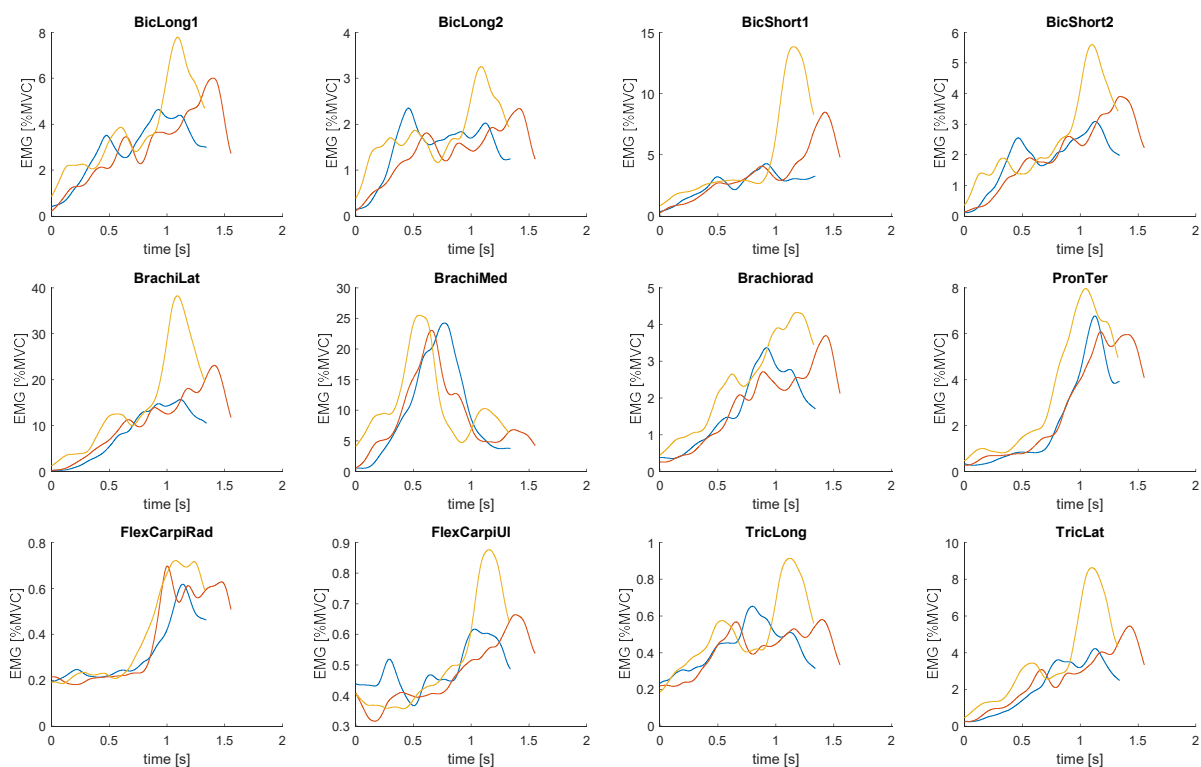 BicLong1
8
6
4
2
0
EMG [%MVC]
0 0.5 1 1.5 2
time [s]
BicLong2
4
3
2
1
0
EMG [%MVC]
0 0.5 1 1.5 2
time [s]
BicShort1
15
10
5
0
EMG [%MVC]
0 0.5 1 1.5 2
time [s]
BicShort2
6
5
4
3
2
1
0
EMG [%MVC]
0 0.5 1 1.5 2
time [s]
BrachiLat
40
30
20
10
0
EMG [%MVC]
0 0.5 1 1.5 2
time [s]
BrachiMed
30
25
20
15
10
5
0
EMG [%MVC]
0 0.5 1 1.5 2
time [s]
Brachiorad
5
4
3
2
1
0
EMG [%MVC]
0 0.5 1 1.5 2
time [s]
PronTer
8
6
4
2
0
EMG [%MVC]
0 0.5 1 1.5 2
time [s]
FlexCarpiRad
0.8
0.6
0.4
0.2
0
EMG [%MVC]
0 0.5 1 1.5 2
time [s]
FlexCarpiUl
0.9
0.8
0.7
0.6
0.5
0.4
0.3
EMG [%MVC]
0 0.5 1 1.5 2
time [s]
TricLong
1
0.8
0.6
0.4
0.2
0
EMG [%MVC]
0 0.5 1 1.5 2
time [s]
TricLat
10
8
6
4
2
0
EMG [%MVC]
0 0.5 1 1.5 2
time [s]